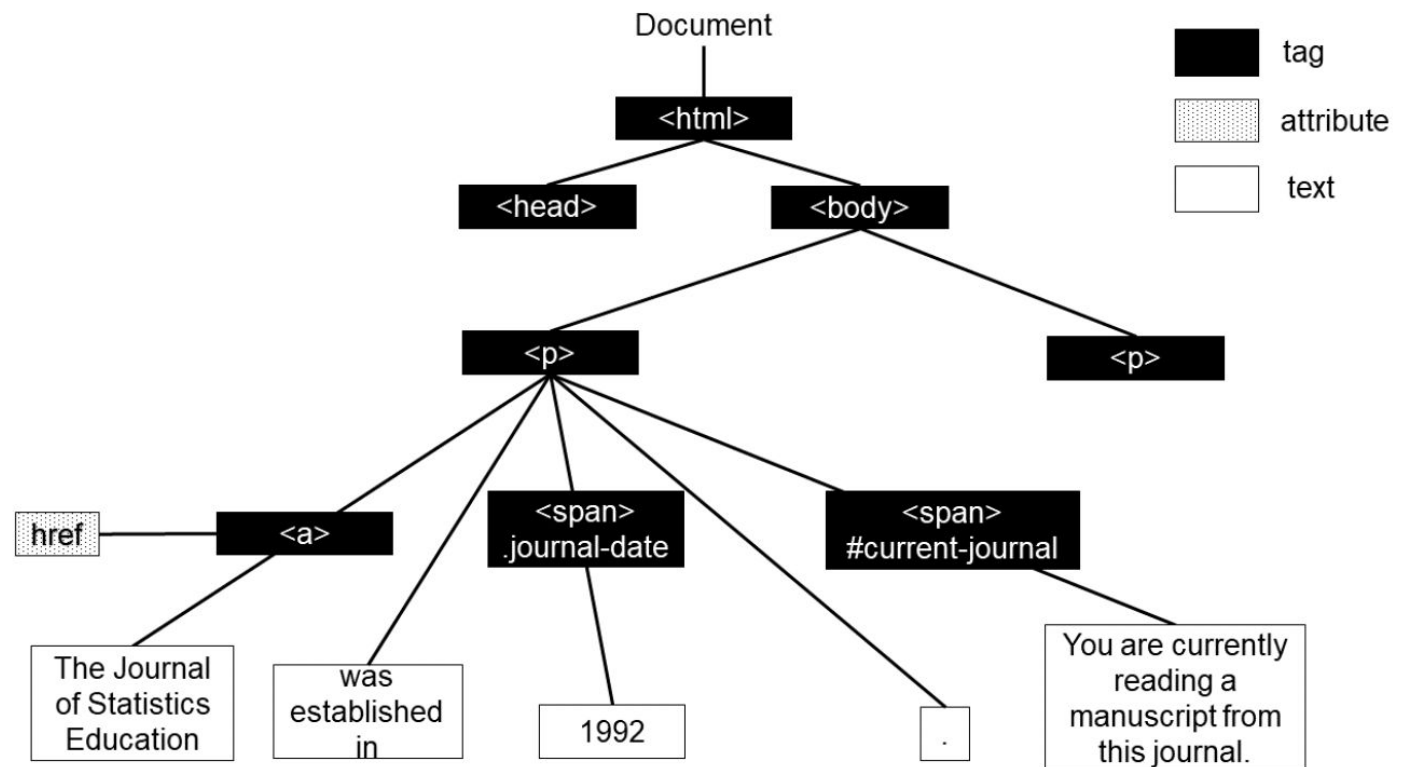 Document
tag
<html>
attribute
<head>
<body>
text
<p>
<p>
href
<a>
<span>
.journal-date
<span>
#current-journal
The Journal
of Statistics
Education
was
established
in
1992
.
You are currently
reading a
manuscript from
this journal.